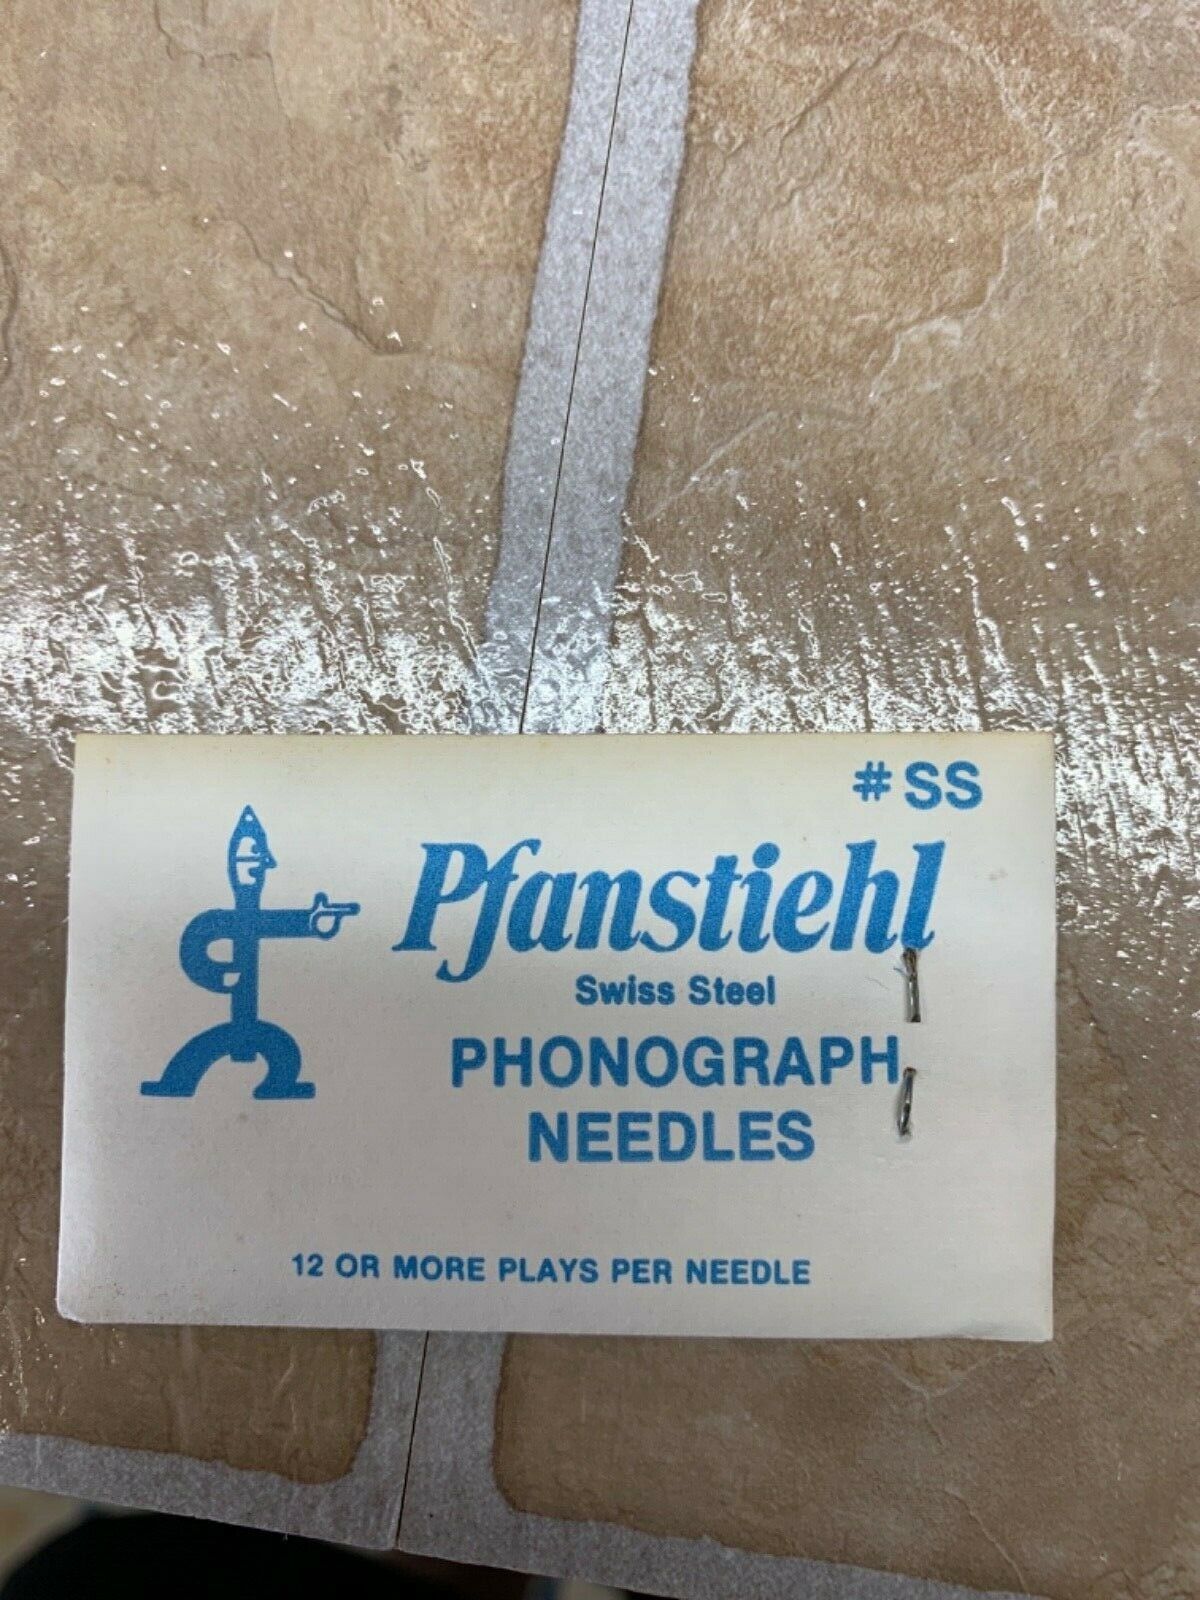 # SS
Pfanstiehl
Swiss Steel
PHONOGRAPH
NEEDLES
12 OR MORE PLAYS PER NEEDLE